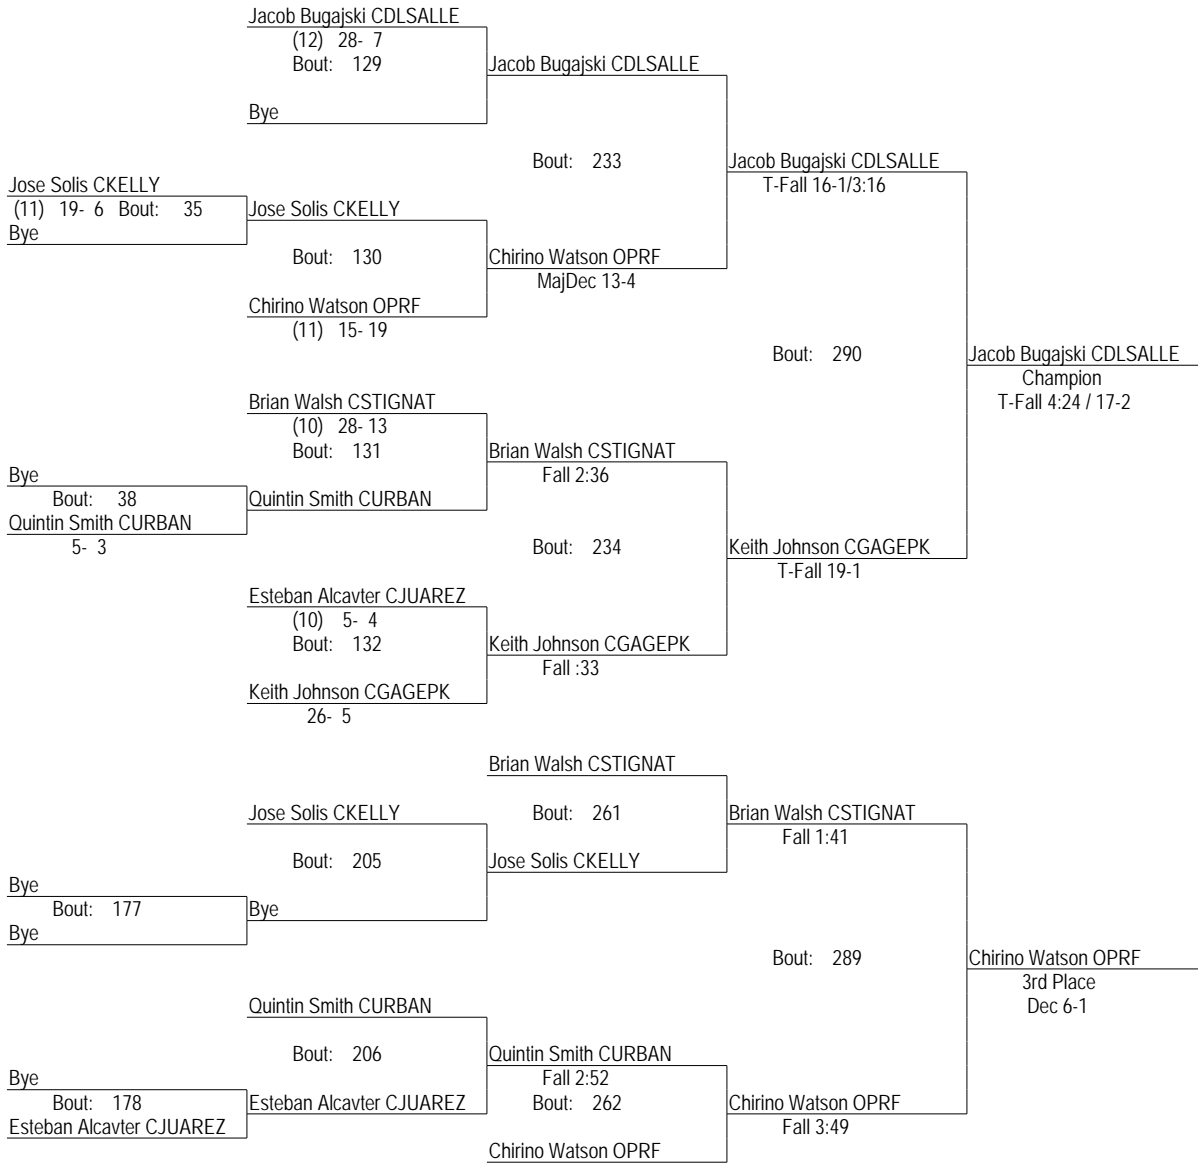 Jacob Bugajski CDLSALLE
(12) 28- 7
Bout: 129
Jacob Bugajski CDLSALLE
Bye
Bout: 233
Jacob Bugajski CDLSALLE
T-Fall 16-1/3:16
Jose Solis CKELLY
(11) 19- 6 Bout: 35
Bye
Jose Solis CKELLY
Bout: 130
Chirino Watson OPRF
MajDec 13-4
Chirino Watson OPRF
(11) 15- 19
Bout: 290
Jacob Bugajski CDLSALLE
Champion
T-Fall 4:24 / 17-2
Brian Walsh CSTIGNAT
(10) 28- 13
Bout: 131
Brian Walsh CSTIGNAT
Fall 2:36
Bye
Bout: 38
Quintin Smith CURBAN
5- 3
Quintin Smith CURBAN
Bout: 234
Keith Johnson CGAGEPK
T-Fall 19-1
Esteban Alcavter CJUAREZ
(10) 5- 4
Bout: 132
Keith Johnson CGAGEPK
Fall :33
Keith Johnson CGAGEPK
26- 5
Brian Walsh CSTIGNAT
Jose Solis CKELLY
Bout: 261
Brian Walsh CSTIGNAT
Fall 1:41
Bout: 205
Jose Solis CKELLY
Bye
Bout: 177
Bye
Bye
Bout: 289
Chirino Watson OPRF
3rd Place
Dec 6-1
Quintin Smith CURBAN
Bout: 206
Quintin Smith CURBAN
Fall 2:52
Bye
Bout: 178
Esteban Alcavter CJUAREZ
Esteban Alcavter CJUAREZ
Bout: 262
Chirino Watson OPRF
Fall 3:49
Chirino Watson OPRF